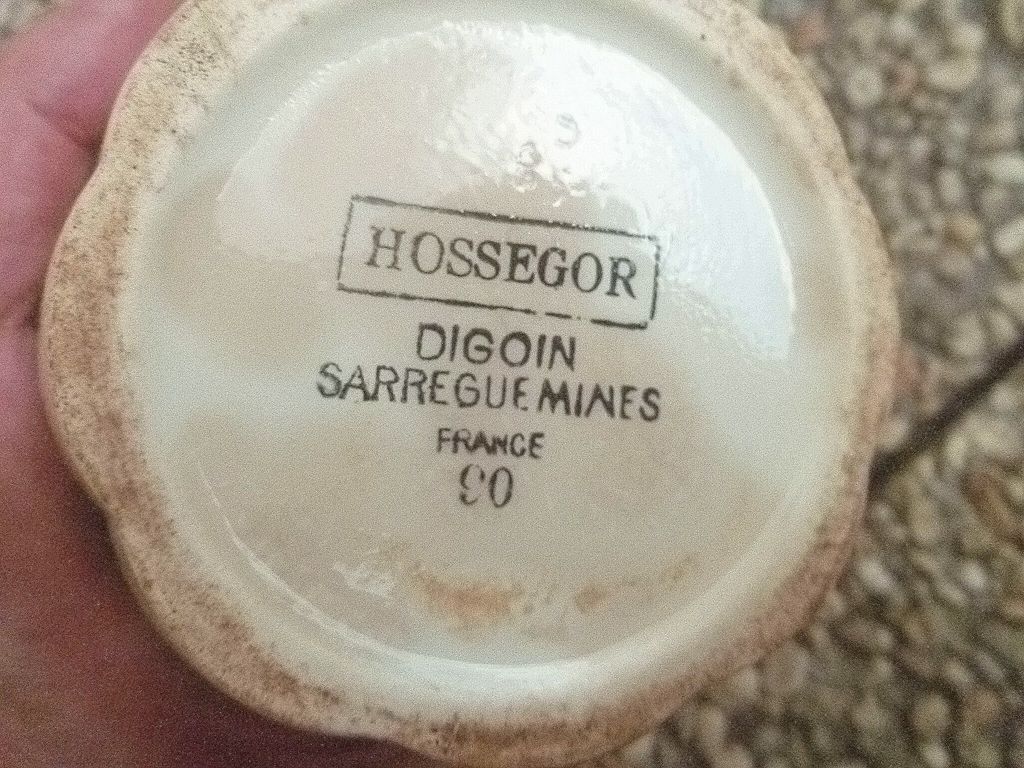 HOSSEGOR
DIGOIN
SARREGUEMINES
FRANCE
90